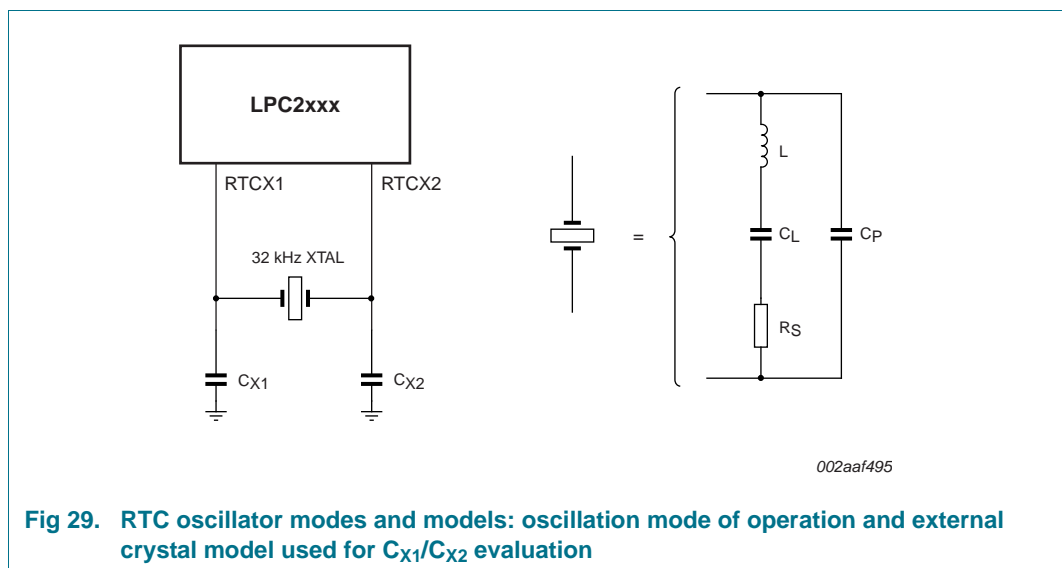 LPC2xxx
RTCX1
RTCX2
32 kHz XTAL
CX1
CX2
=
L
CL
CP
RS
002aaf495
Fig 29. RTC oscillator modes and models: oscillation mode of operation and external
crystal model used for CX1/CX2 evaluation